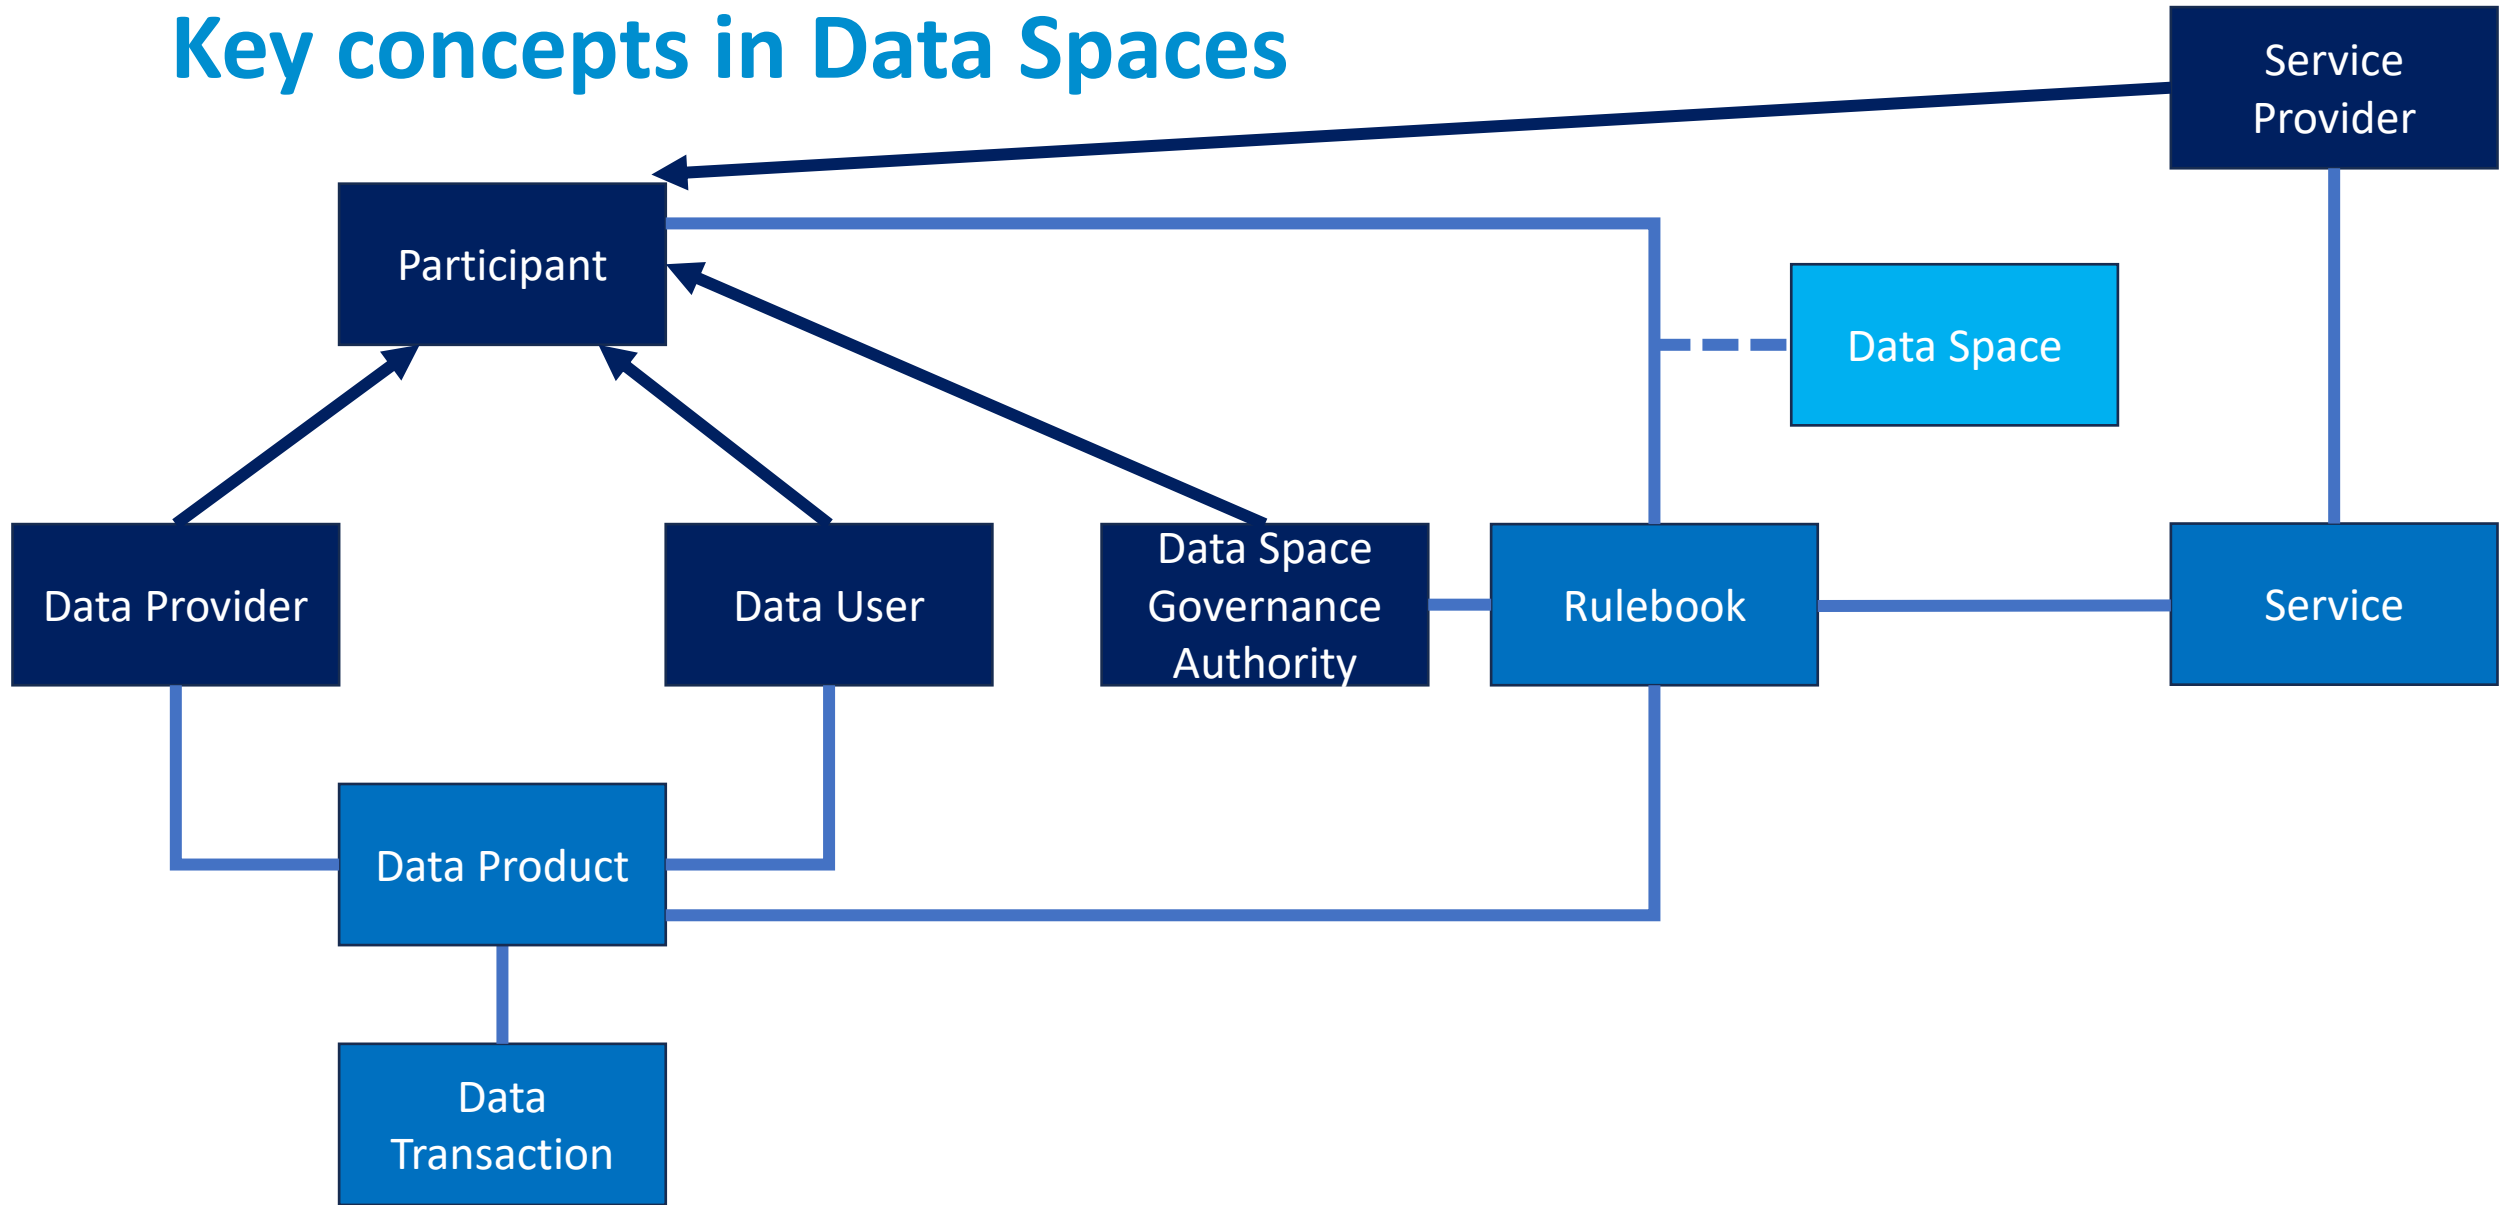 Key concepts in Data Spaces
Service
Provider
Participant
Data Space
Data Provider
Data User
Data Space
Governance
Authority
Rulebook
Service
Data Product
Data
Transaction